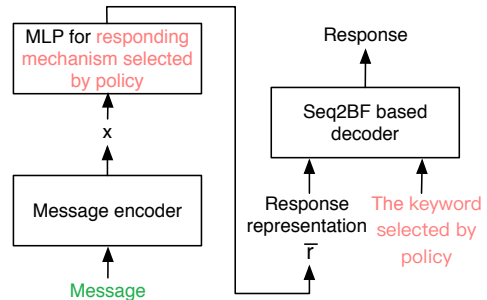 MLP for responding
mechanism selected
by policy
x
Message encoder
Message
Response
Seq2BF based
decoder
Response
representation
r̅
The keyword
selected by
policy